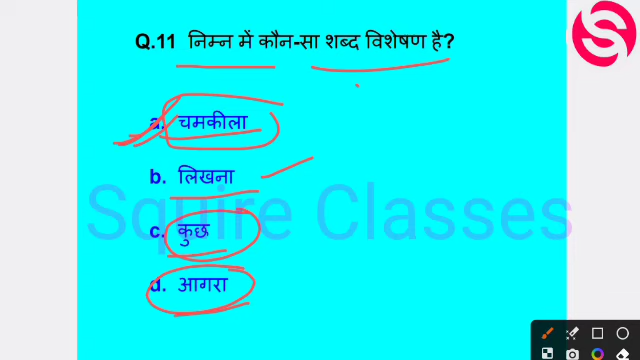 Q.11 निम्न में कौन-सा शब्द विशेषण है?
a. चमकीला
b. लिखना
c. कुछ
d. आगरा
Squire Classes